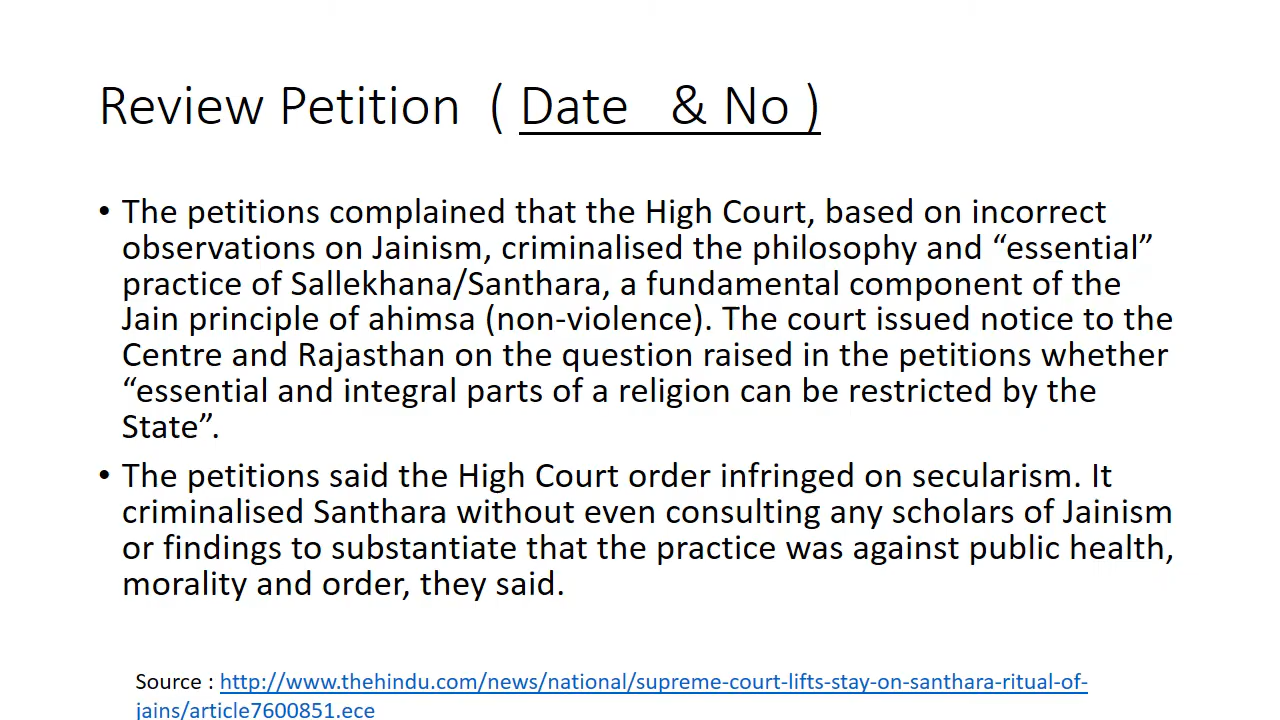 Review Petition ( Date & No )
• The petitions complained that the High Court, based on incorrect
observations on Jainism, criminalised the philosophy and “essential”
practice of Sallekhana/Santhara, a fundamental component of the
Jain principle of ahimsa (non-violence). The court issued notice to the
Centre and Rajasthan on the question raised in the petitions whether
“essential and integral parts of a religion can be restricted by the
State”.
• The petitions said the High Court order infringed on secularism. It
criminalised Santhara without even consulting any scholars of Jainism
or findings to substantiate that the practice was against public health,
morality and order, they said.
Source : http://www.thehindu.com/news/national/supreme-court-lifts-stay-on-santhara-ritual-of-
jains/article7600851.ece